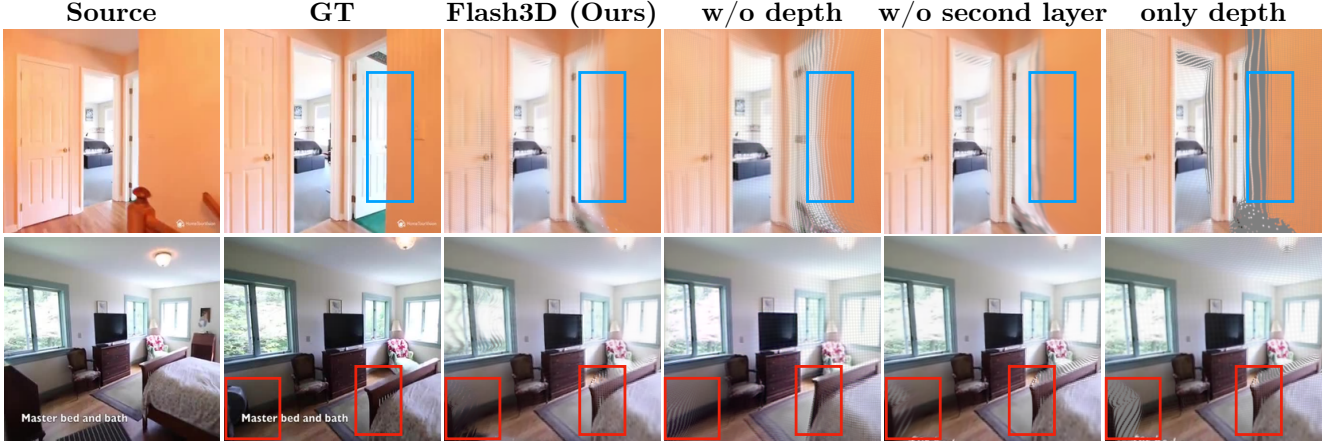 Source GT Flash3D (Ours) w/o depth w/o second layer only depth
Master bed and bath Master bed and bath